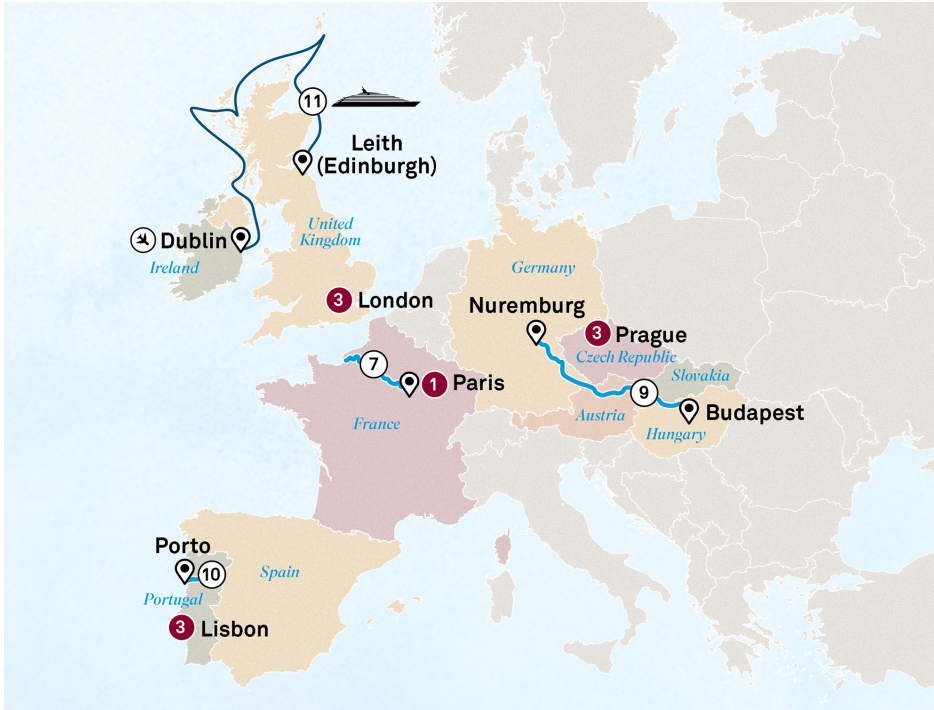 11
Leith
(Edinburgh)
United
Kingdom
Dublin
Ireland
Germany
3 London
Nuremburg
3 Prague
Czech Republic
7
Slovakia
1 Paris
9
Budapest
Austria
France
Hungary
Porto
10
Spain
Portugal
3 Lisbon